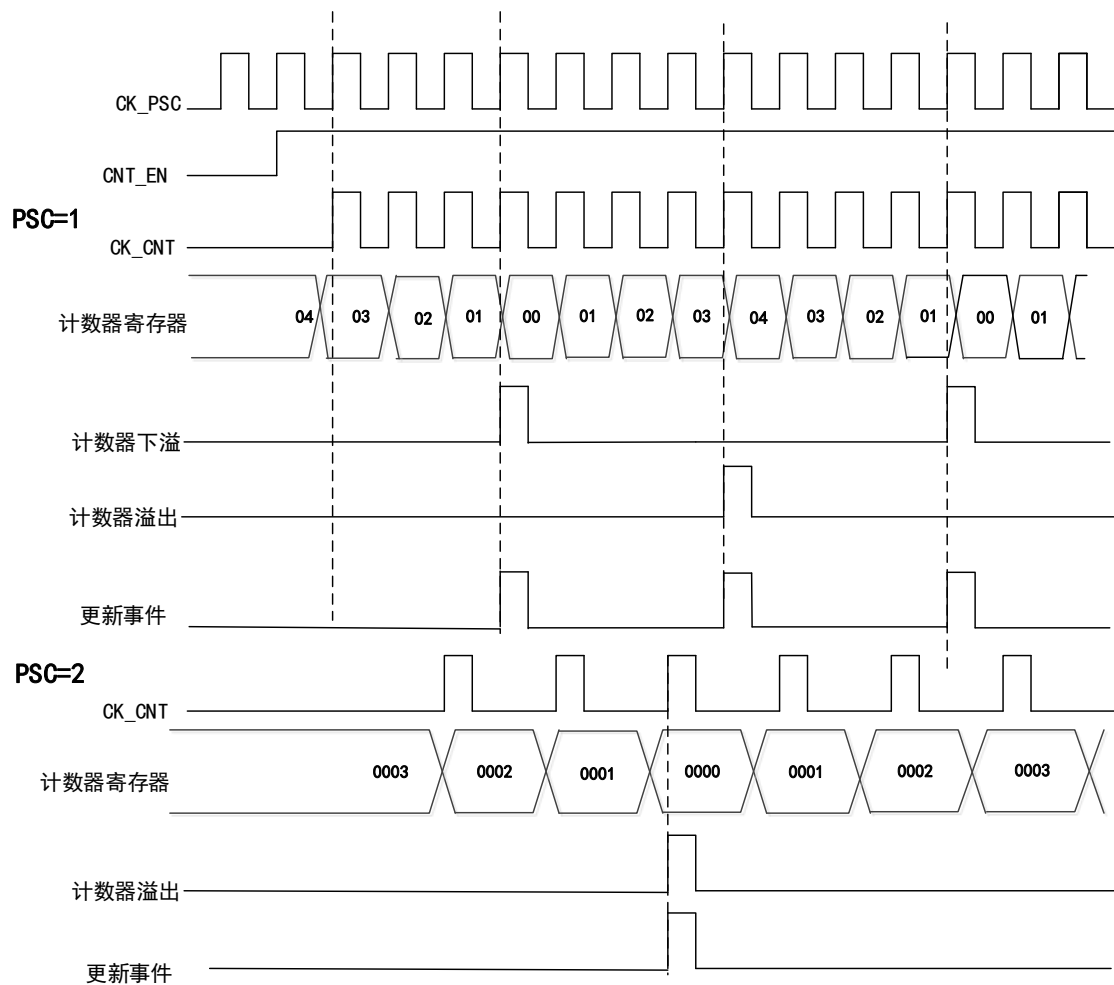 CK_PSC
CNT_EN
PSC=1
CK_CNT
计数器寄存器 04 03 02 01 00 01 02 03 04 03 02 01 00 01
计数器下溢
计数器溢出
更新事件
PSC=2
CK_CNT
计数器寄存器 0003 0002 0001 0000 0001 0002 0003
计数器溢出
更新事件